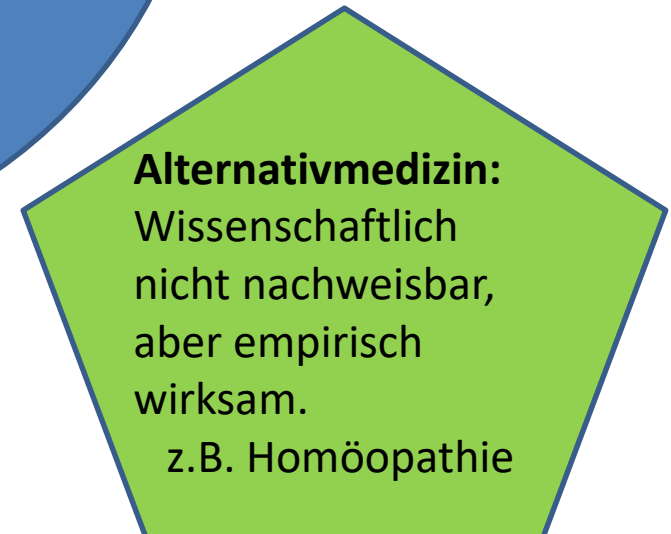 Alternativmedizin:
Wissenschaftlich
nicht nachweisbar,
aber empirisch
wirksam.
z.B. Homöopathie